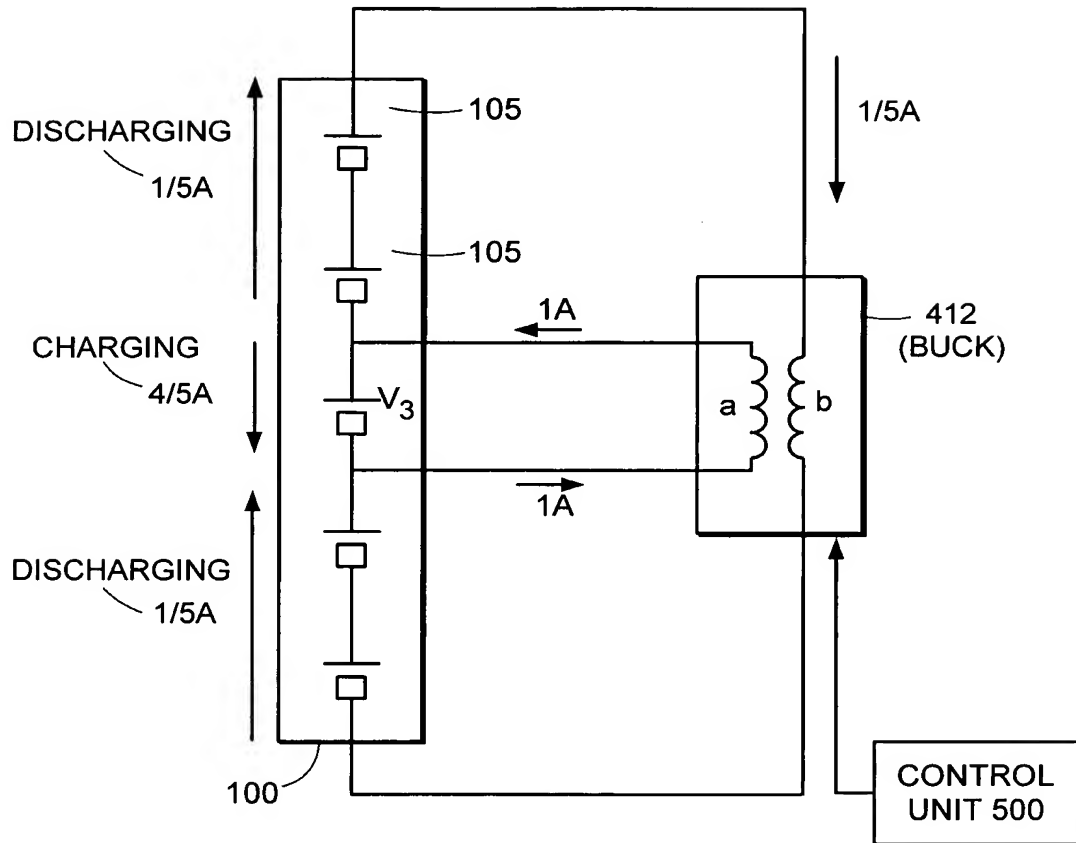 105
DISCHARGING
1/5A
1/5A
105
1A
412
(BUCK)
CHARGING
4/5A
V3
a
b
1A
DISCHARGING
1/5A
100
CONTROL
UNIT 500